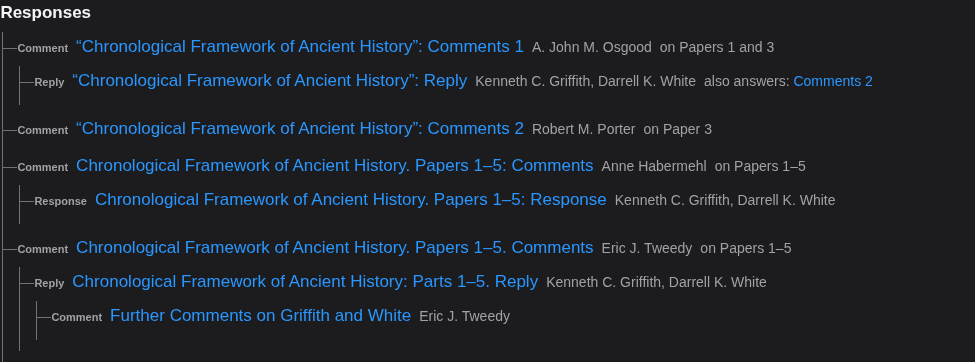 Responses
Comment “Chronological Framework of Ancient History”: Comments 1 A. John M. Osgood on Papers 1 and 3
Reply “Chronological Framework of Ancient History”: Reply Kenneth C. Griffith, Darrell K. White also answers: Comments 2
Comment “Chronological Framework of Ancient History”: Comments 2 Robert M. Porter on Paper 3
Comment Chronological Framework of Ancient History. Papers 1–5: Comments Anne Habermehl on Papers 1–5
Response Chronological Framework of Ancient History. Papers 1–5: Response Kenneth C. Griffith, Darrell K. White
Comment Chronological Framework of Ancient History. Papers 1–5. Comments Eric J. Tweedy on Papers 1–5
Reply Chronological Framework of Ancient History: Parts 1–5. Reply Kenneth C. Griffith, Darrell K. White
Comment Further Comments on Griffith and White Eric J. Tweedy